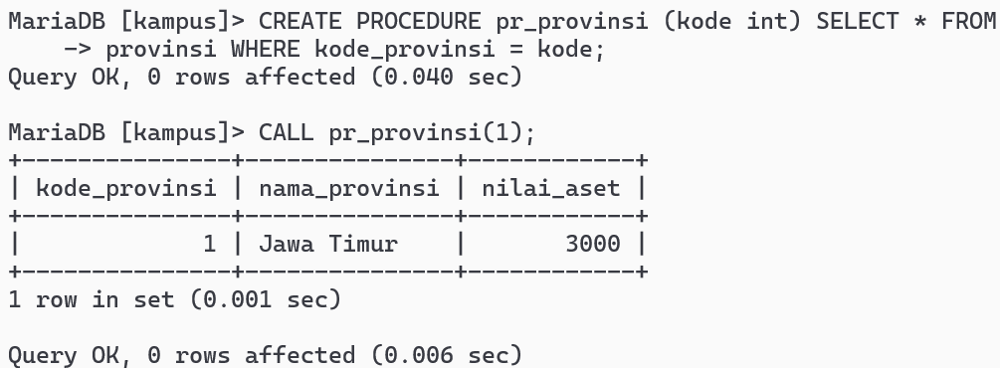 MariaDB [kampus]> CREATE PROCEDURE pr_provinsi (kode int) SELECT * FROM
    -> provinsi WHERE kode_provinsi = kode;
Query OK, 0 rows affected (0.040 sec)

MariaDB [kampus]> CALL pr_provinsi(1);
+---------------+---------------+------------+
| kode_provinsi | nama_provinsi | nilai_aset |
+---------------+---------------+------------+
|             1 | Jawa Timur    |       3000 |
+---------------+---------------+------------+
1 row in set (0.001 sec)

Query OK, 0 rows affected (0.006 sec)